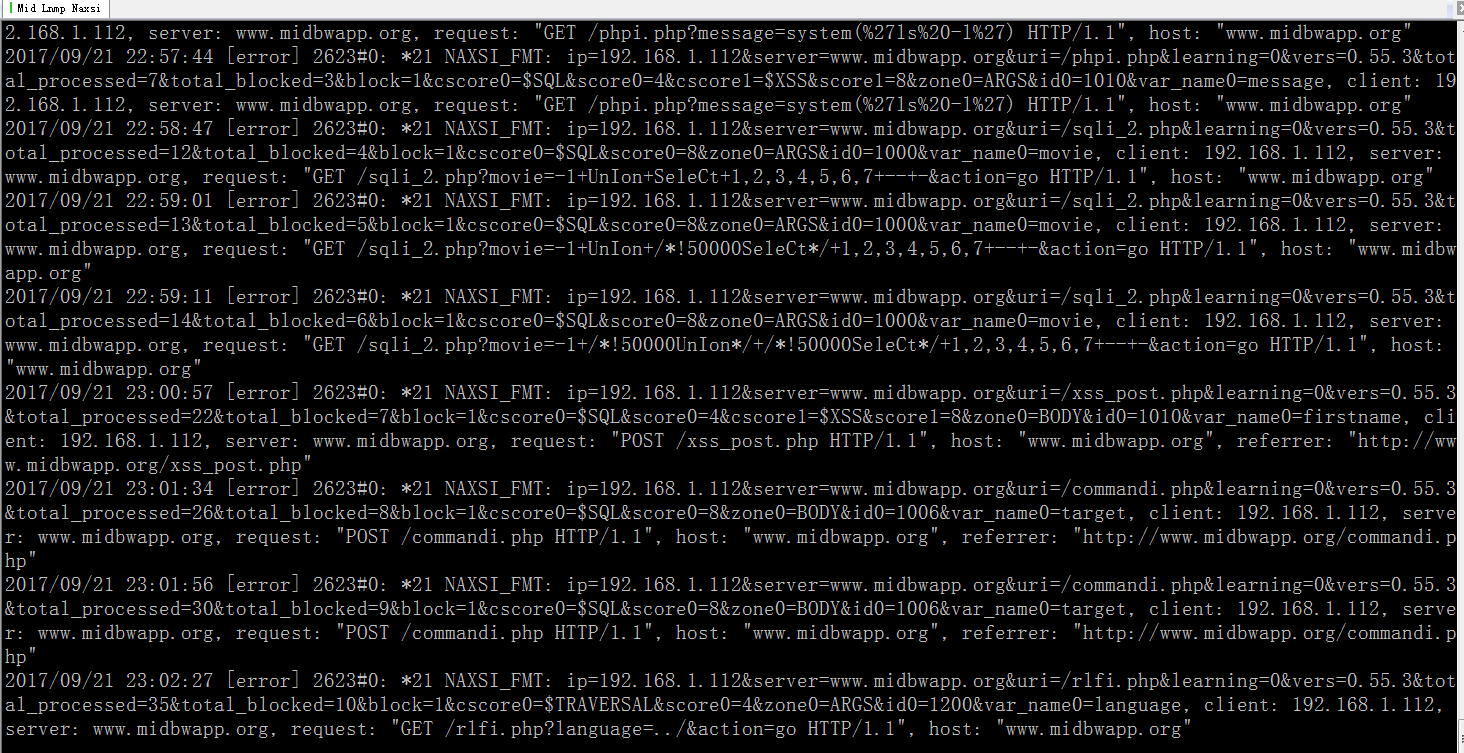 Mid Lnmp Naxsi
2.168.1.112, server: www.midbwapp.org, request: "GET /phpi.php?message=system(%27ls%20-l%27) HTTP/1.1", host: "www.midbwapp.org"
2017/09/21 22:57:44 [error] 2623#0: *21 NAXSI_FMT: ip=192.168.1.112&server=www.midbwapp.org&uri=/phpi.php&learning=0&vers=0.55.3&tot
al_processed=7&total_blocked=3&block=1&cscore0=$SQL&score0=4&cscore1=$XSS&score1=8&zone0=ARGS&id0=1010&var_name0=message, client: 19
2.168.1.112, server: www.midbwapp.org, request: "GET /phpi.php?message=system(%27ls%20-l%27) HTTP/1.1", host: "www.midbwapp.org"
2017/09/21 22:58:47 [error] 2623#0: *21 NAXSI_FMT: ip=192.168.1.112&server=www.midbwapp.org&uri=/sqli_2.php&learning=0&vers=0.55.3&t
otal_processed=12&total_blocked=4&block=1&cscore0=$SQL&score0=8&zone0=ARGS&id0=1000&var_name0=movie, client: 192.168.1.112, server:
www.midbwapp.org, request: "GET /sqli_2.php?movie=-1+UnIon+SeleCt+1,2,3,4,5,6,7+--+-&action=go HTTP/1.1", host: "www.midbwapp.org"
2017/09/21 22:59:01 [error] 2623#0: *21 NAXSI_FMT: ip=192.168.1.112&server=www.midbwapp.org&uri=/sqli_2.php&learning=0&vers=0.55.3&t
otal_processed=13&total_blocked=5&block=1&cscore0=$SQL&score0=8&zone0=ARGS&id0=1000&var_name0=movie, client: 192.168.1.112, server:
www.midbwapp.org, request: "GET /sqli_2.php?movie=-1+UnIon+/*!50000SeleCt*/+1,2,3,4,5,6,7+--+-&action=go HTTP/1.1", host: "www.midbw
app.org"
2017/09/21 22:59:11 [error] 2623#0: *21 NAXSI_FMT: ip=192.168.1.112&server=www.midbwapp.org&uri=/sqli_2.php&learning=0&vers=0.55.3&t
otal_processed=14&total_blocked=6&block=1&cscore0=$SQL&score0=8&zone0=ARGS&id0=1000&var_name0=movie, client: 192.168.1.112, server:
www.midbwapp.org, request: "GET /sqli_2.php?movie=-1+/*!50000UnIon*/+/*!50000SeleCt*/+1,2,3,4,5,6,7+--+-&action=go HTTP/1.1", host:
"www.midbwapp.org"
2017/09/21 23:00:57 [error] 2623#0: *21 NAXSI_FMT: ip=192.168.1.112&server=www.midbwapp.org&uri=/xss_post.php&learning=0&vers=0.55.3
&total_processed=22&total_blocked=7&block=1&cscore0=$SQL&score0=4&cscore1=$XSS&score1=8&zone0=BODY&id0=1010&var_name0=firstname, cli
ent: 192.168.1.112, server: www.midbwapp.org, request: "POST /xss_post.php HTTP/1.1", host: "www.midbwapp.org", referrer: "http://ww
w.midbwapp.org/xss_post.php"
2017/09/21 23:01:34 [error] 2623#0: *21 NAXSI_FMT: ip=192.168.1.112&server=www.midbwapp.org&uri=/commandi.php&learning=0&vers=0.55.3
&total_processed=26&total_blocked=8&block=1&cscore0=$SQL&score0=8&zone0=BODY&id0=1006&var_name0=target, client: 192.168.1.112, serve
r: www.midbwapp.org, request: "POST /commandi.php HTTP/1.1", host: "www.midbwapp.org", referrer: "http://www.midbwapp.org/commandi.p
hp"
2017/09/21 23:01:56 [error] 2623#0: *21 NAXSI_FMT: ip=192.168.1.112&server=www.midbwapp.org&uri=/commandi.php&learning=0&vers=0.55.3
&total_processed=30&total_blocked=9&block=1&cscore0=$SQL&score0=8&zone0=BODY&id0=1006&var_name0=target, client: 192.168.1.112, serve
r: www.midbwapp.org, request: "POST /commandi.php HTTP/1.1", host: "www.midbwapp.org", referrer: "http://www.midbwapp.org/commandi.p
hp"
2017/09/21 23:02:27 [error] 2623#0: *21 NAXSI_FMT: ip=192.168.1.112&server=www.midbwapp.org&uri=/rlfi.php&learning=0&vers=0.55.3&tot
al_processed=35&total_blocked=10&block=1&cscore0=$TRAVERSAL&score0=4&zone0=ARGS&id0=1200&var_name0=language, client: 192.168.1.112,
server: www.midbwapp.org, request: "GET /rlfi.php?language=../&action=go HTTP/1.1", host: "www.midbwapp.org"